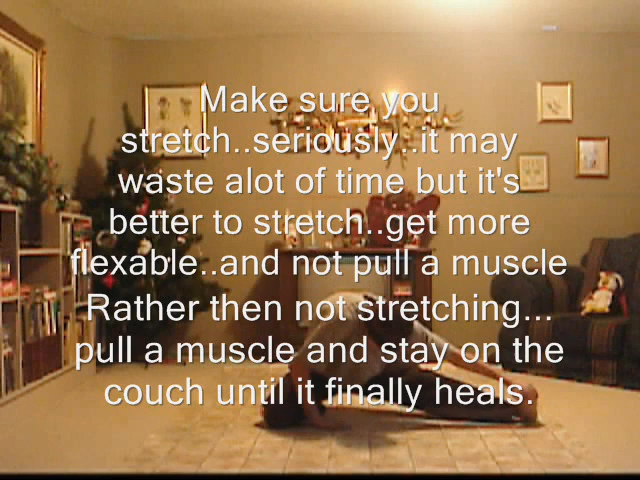 Make sure you
stretch..seriously..it may
waste alot of time but it's
better to stretch..get more
flexable..and not pull a muscle
Rather then not stretching...
pull a muscle and stay on the
couch until it finally heals.